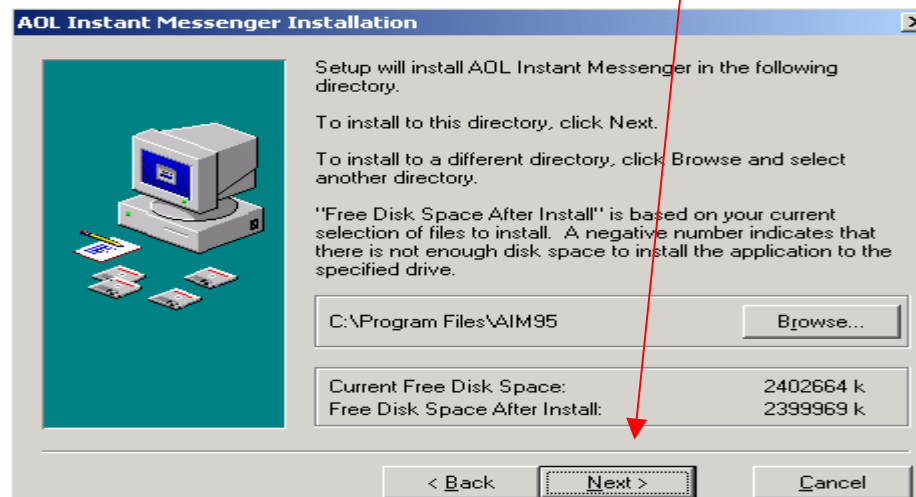 AOL Instant Messenger Installation
Setup will install AOL Instant Messenger in the following
directory.
To install to this directory, click Next.
To install to a different directory, click Browse and select
another directory.
"Free Disk Space After Install" is based on your current
selection of files to install. A negative number indicates that
there is not enough disk space to install the application to the
specified drive.
C:\Program Files\AIM95 Browse...
Current Free Disk Space: 2402664 k
Free Disk Space After Install: 2399969 k
< Back Next > Cancel